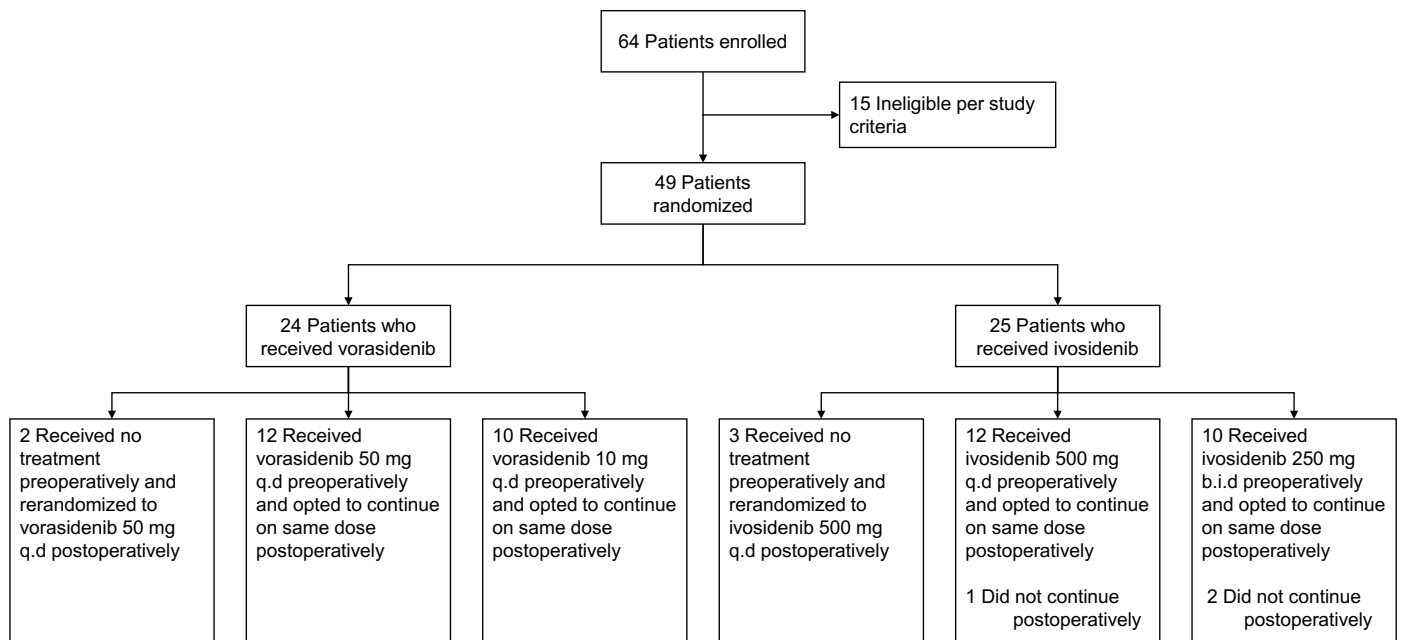 64 Patients enrolled
15 Ineligible per study
criteria
49 Patients
randomized
24 Patients who
received vorasidenib
25 Patients who
received ivosidenib
2 Received no
treatment
preoperatively and
rerandomized to
vorasidenib 50 mg
q.d postoperatively
12 Received
vorasidenib 50 mg
q.d preoperatively
and opted to continue
on same dose
postoperatively
10 Received
vorasidenib 10 mg
q.d preoperatively
and opted to continue
on same dose
postoperatively
3 Received no
treatment
preoperatively and
rerandomized to
ivosidenib 500 mg
q.d postoperatively
12 Received
ivosidenib 500 mg
q.d preoperatively
and opted to continue
on same dose
postoperatively
1 Did not continue
postoperatively
10 Received
ivosidenib 250 mg
b.i.d preoperatively
and opted to continue
on same dose
postoperatively
2 Did not continue
postoperatively